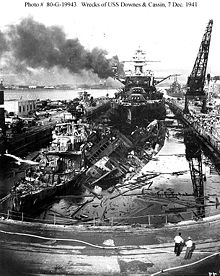 Photo # 80-G-19943 Wrecks of USS Downes & Cassin, 7 Dec. 1941